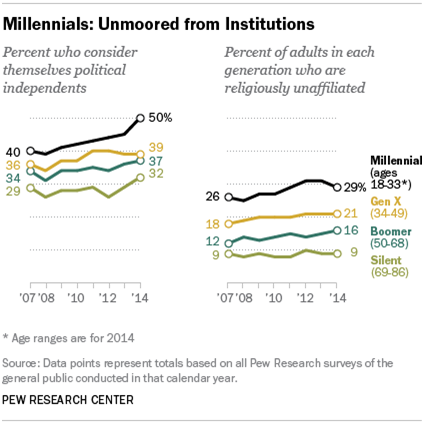 Millennials: Unmoored from Institutions
Percent who consider
themselves political
independents
50%
40
39
36
37
34
32
29
'07 '08 '10 '12 '14
Percent of adults in each
generation who are
religiously unaffiliated
Millennial
(ages
18-33*)
26
29%
Gen X
(34-49)
18
21
Boomer
(50-68)
12
16
Silent
(69-86)
9
9
'07 '08 '10 '12 '14
* Age ranges are for 2014
Source: Data points represent totals based on all Pew Research surveys of the
general public conducted in that calendar year.
PEW RESEARCH CENTER